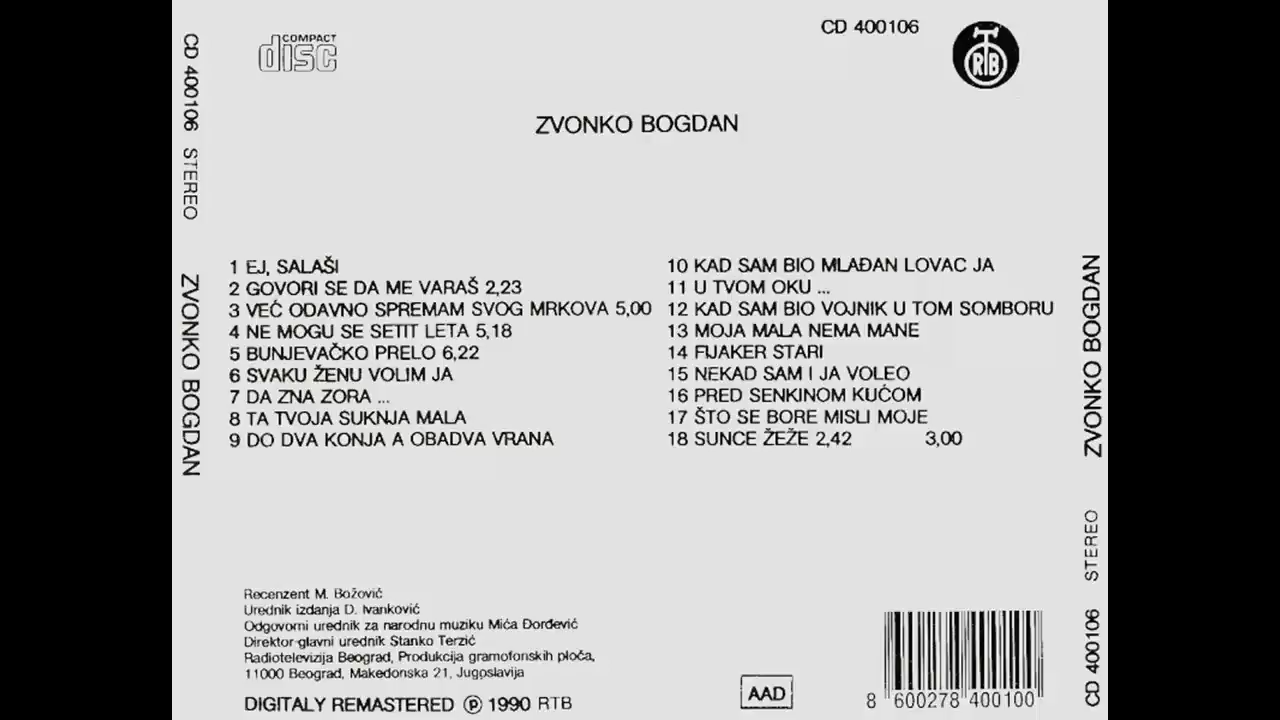 CD 400106 STEREO ZVONKO BOGDAN
COMPACT
disc
CD 400106
RTB
ZVONKO BOGDAN
1 EJ, SALAŠI
2 GOVORI SE DA ME VARAŠ 2,23
3 VEĆ ODAVNO SPREMAM SVOG MRKOVA 5,00
4 NE MOGU SE SETIT LETA 5,18
5 BUNJEVAČKO PRELO 6,22
6 SVAKU ŽENU VOLIM JA
7 DA ZNA ZORA ...
8 TA TVOJA SUKNJA MALA
9 DO DVA KONJA A OBADVA VRANA
10 KAD SAM BIO MLAĐAN LOVAC JA
11 U TVOM OKU ...
12 KAD SAM BIO VOJNIK U TOM SOMBORU
13 MOJA MALA NEMA MANE
14 FIJAKER STARI
15 NEKAD SAM I JA VOLEO
16 PRED SENKINOM KUĆOM
17 ŠTO SE BORE MISLI MOJE
18 SUNCE ŽEŽE 2,42 3,00
Recenzent M. Božović
Urednik izdanja D. Ivanković
Odgovorni urednik za narodnu muziku Mića Đorđević
Direktor-glavni urednik Stanko Terzić
Radiotelevizija Beograd, Produkcija gramofonskih ploča,
11000 Beograd, Makedonska 21, Jugoslavija
DIGITALY REMASTERED ℗ 1990 RTB
AAD
8 600278 400100
ZVONKO BOGDAN STEREO CD 400106